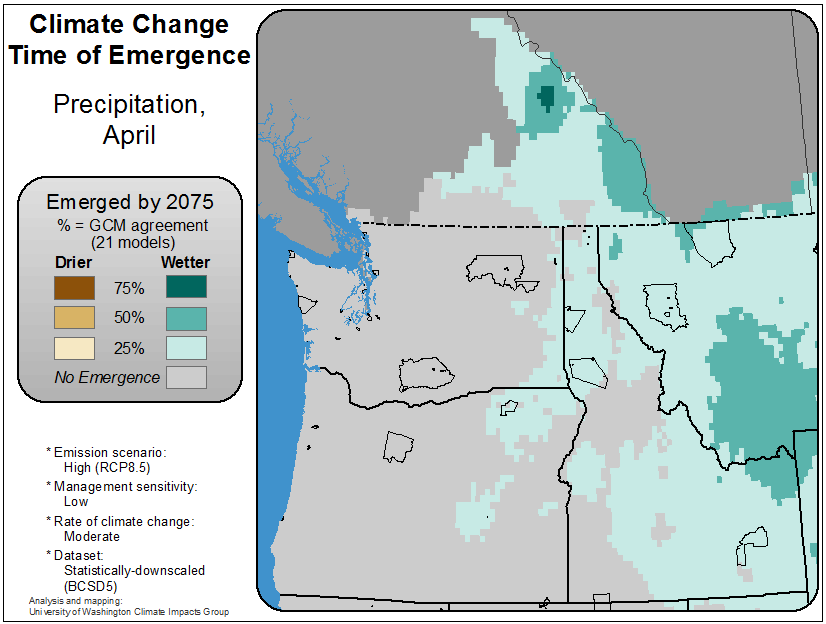 Climate Change
Time of Emergence
Precipitation,
April
Emerged by 2075
% = GCM agreement
(21 models)
Drier Wetter
75%
50%
25%
No Emergence
* Emission scenario:
High (RCP8.5)
* Management sensitivity:
Low
* Rate of climate change:
Moderate
* Dataset:
Statistically-downscaled
(BCSD5)
Analysis and mapping:
University of Washington Climate Impacts Group